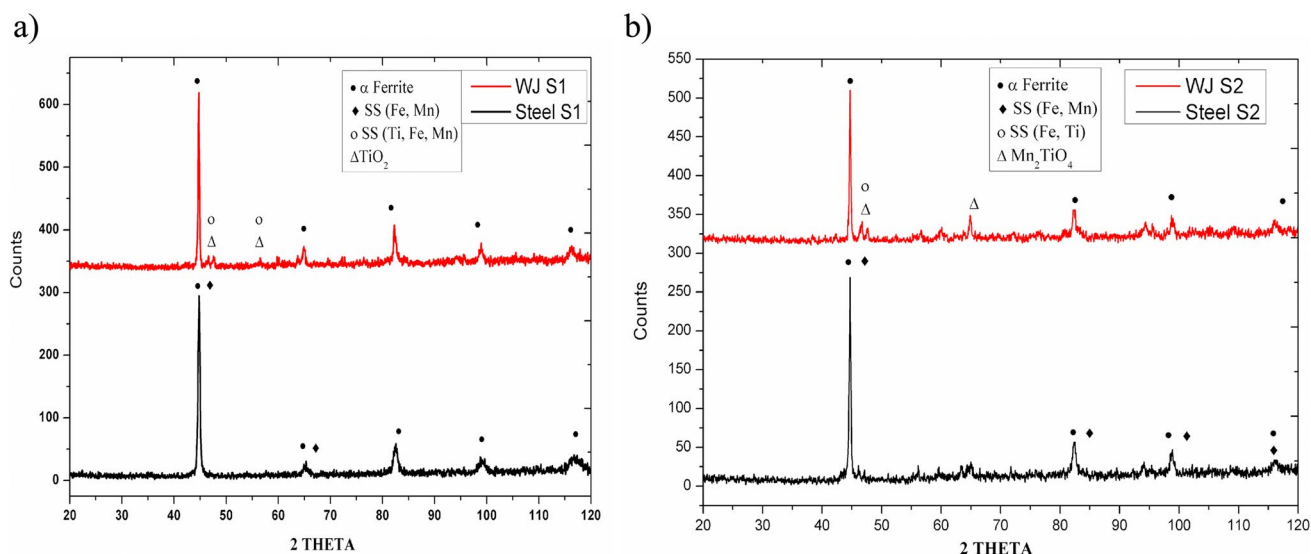 a)
600
500
400
300
200
100
0
Counts
20 30 40 50 60 70 80 90 100 110 120
2 THETA
• α Ferrite
♦ SS (Fe, Mn)
o SS (Ti, Fe, Mn)
ΔTiO₂
WJ S1
Steel S1
o
Δ
o
Δ
b)
550
500
450
400
350
300
250
200
150
100
50
0
Counts
20 30 40 50 60 70 80 90 100 110 120
2 THETA
• α Ferrite
♦ SS (Fe, Mn)
o SS (Fe, Ti)
Δ Mn₂TiO₄
WJ S2
Steel S2
o
Δ
Δ